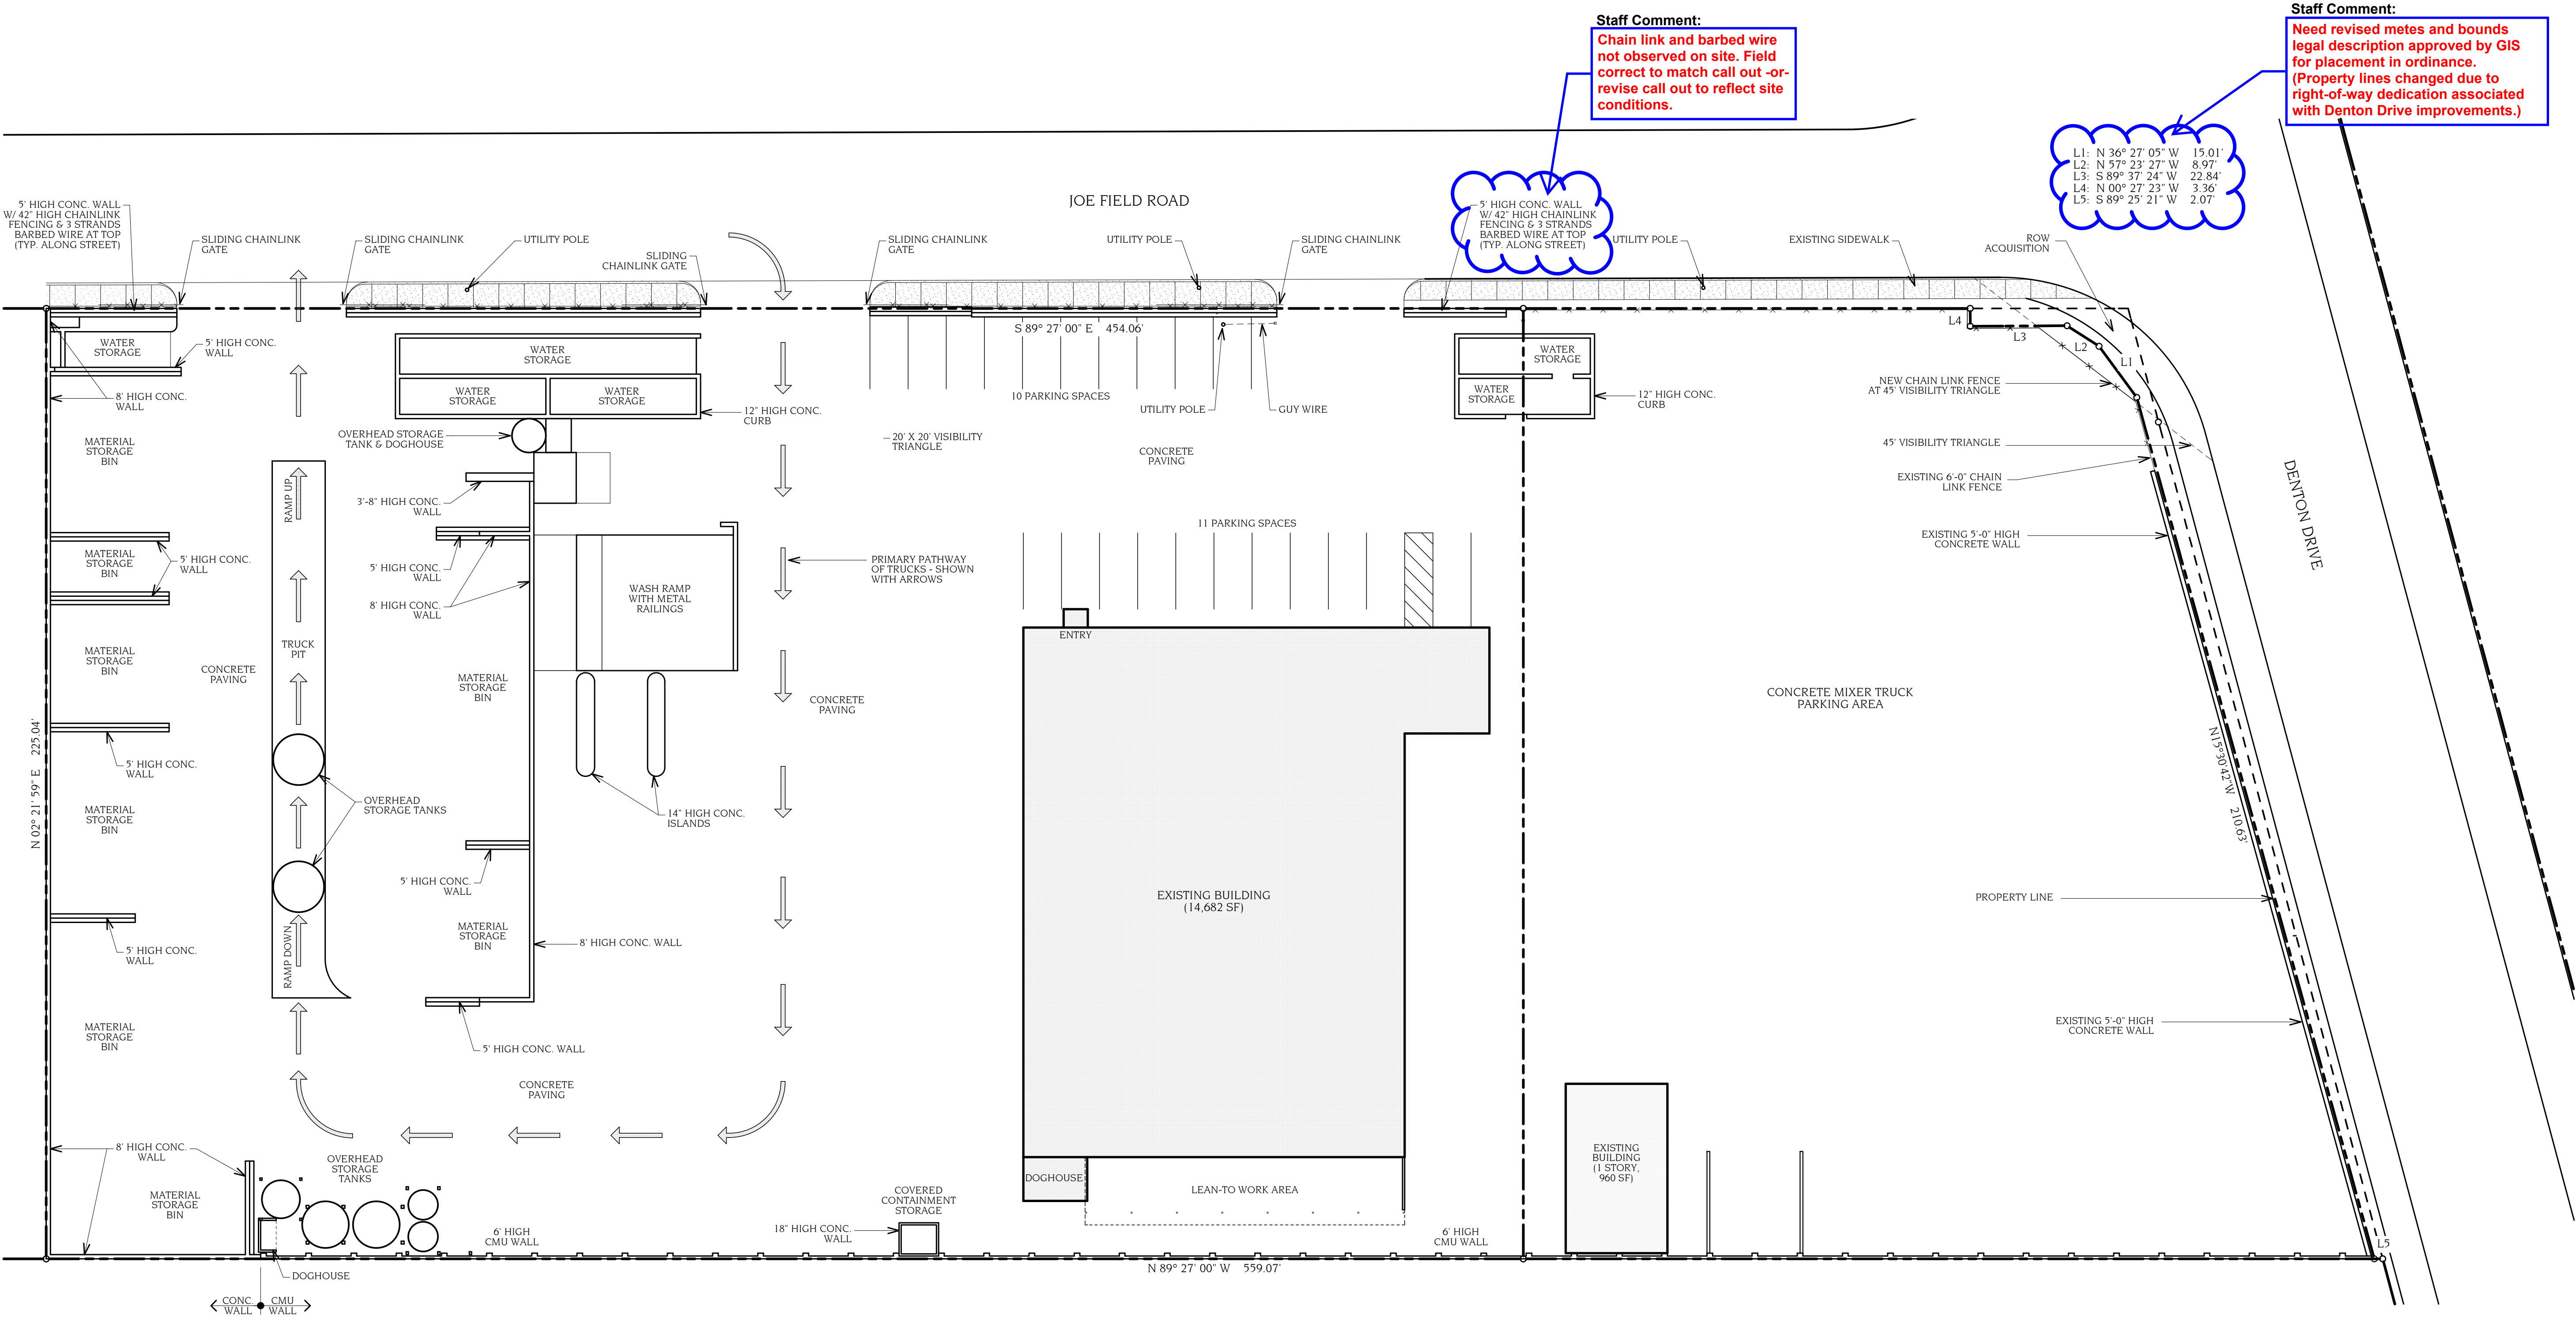 Staff Comment:
Chain link and barbed wire
not observed on site. Field
correct to match call out -or-
revise call out to reflect site
conditions.
Staff Comment:
Need revised metes and bounds
legal description approved by GIS
for placement in ordinance.
(Property lines changed due to
right-of-way dedication associated
with Denton Drive improvements.)
L1: N 36° 27' 05" W 15.01'
L2: N 57° 23' 27" W 8.97'
L3: S 89° 37' 24" W 22.84'
L4: N 00° 27' 23" W 3.36'
L5: S 89° 25' 21" W 2.07'
JOE FIELD ROAD
5' HIGH CONC. WALL
W/ 42" HIGH CHAINLINK
FENCING & 3 STRANDS
BARBED WIRE AT TOP
(TYP. ALONG STREET)
SLIDING CHAINLINK
GATE
SLIDING CHAINLINK
GATE
UTILITY POLE
SLIDING
CHAINLINK GATE
SLIDING CHAINLINK
GATE
UTILITY POLE
SLIDING CHAINLINK
GATE
5' HIGH CONC. WALL
W/ 42" HIGH CHAINLINK
FENCING & 3 STRANDS
BARBED WIRE AT TOP
(TYP. ALONG STREET)
UTILITY POLE
EXISTING SIDEWALK
ROW
ACQUISITION
S 89° 27' 00" E 454.06'
L4
L3
L2
L1
WATER
STORAGE
5' HIGH CONC.
WALL
8' HIGH CONC.
WALL
WATER
STORAGE
WATER
STORAGE
WATER
STORAGE
12" HIGH CONC.
CURB
10 PARKING SPACES
UTILITY POLE
GUY WIRE
WATER
STORAGE
WATER
STORAGE
12" HIGH CONC.
CURB
NEW CHAIN LINK FENCE
AT 45' VISIBILITY TRIANGLE
45' VISIBILITY TRIANGLE
EXISTING 6'-0" CHAIN
LINK FENCE
EXISTING 5'-0" HIGH
CONCRETE WALL
DENTON DRIVE
MATERIAL
STORAGE
BIN
OVERHEAD STORAGE
TANK & DOGHOUSE
20' X 20' VISIBILITY
TRIANGLE
CONCRETE
PAVING
RAMP UP
3'-8" HIGH CONC.
WALL
11 PARKING SPACES
MATERIAL
STORAGE
BIN
5' HIGH CONC.
WALL
5' HIGH CONC.
WALL
8' HIGH CONC.
WALL
WASH RAMP
WITH METAL
RAILINGS
PRIMARY PATHWAY
OF TRUCKS - SHOWN
WITH ARROWS
ENTRY
MATERIAL
STORAGE
BIN
CONCRETE
PAVING
TRUCK
PIT
MATERIAL
STORAGE
BIN
CONCRETE
PAVING
CONCRETE MIXER TRUCK
PARKING AREA
N 02° 21' 59" E 225.04'
N15°30'42"W 210.63'
5' HIGH CONC.
WALL
MATERIAL
STORAGE
BIN
OVERHEAD
STORAGE TANKS
14" HIGH CONC.
ISLANDS
5' HIGH CONC.
WALL
EXISTING BUILDING
(14,682 SF)
PROPERTY LINE
5' HIGH CONC.
WALL
RAMP DOWN
MATERIAL
STORAGE
BIN
8' HIGH CONC. WALL
MATERIAL
STORAGE
BIN
5' HIGH CONC. WALL
EXISTING 5'-0" HIGH
CONCRETE WALL
CONCRETE
PAVING
8' HIGH CONC.
WALL
OVERHEAD
STORAGE
TANKS
MATERIAL
STORAGE
BIN
6' HIGH
CMU WALL
COVERED
CONTAINMENT
STORAGE
18" HIGH CONC.
WALL
DOGHOUSE
LEAN-TO WORK AREA
6' HIGH
CMU WALL
EXISTING
BUILDING
(1 STORY,
960 SF)
L5
N 89° 27' 00" W 559.07'
DOGHOUSE
CONC.
WALL
CMU
WALL